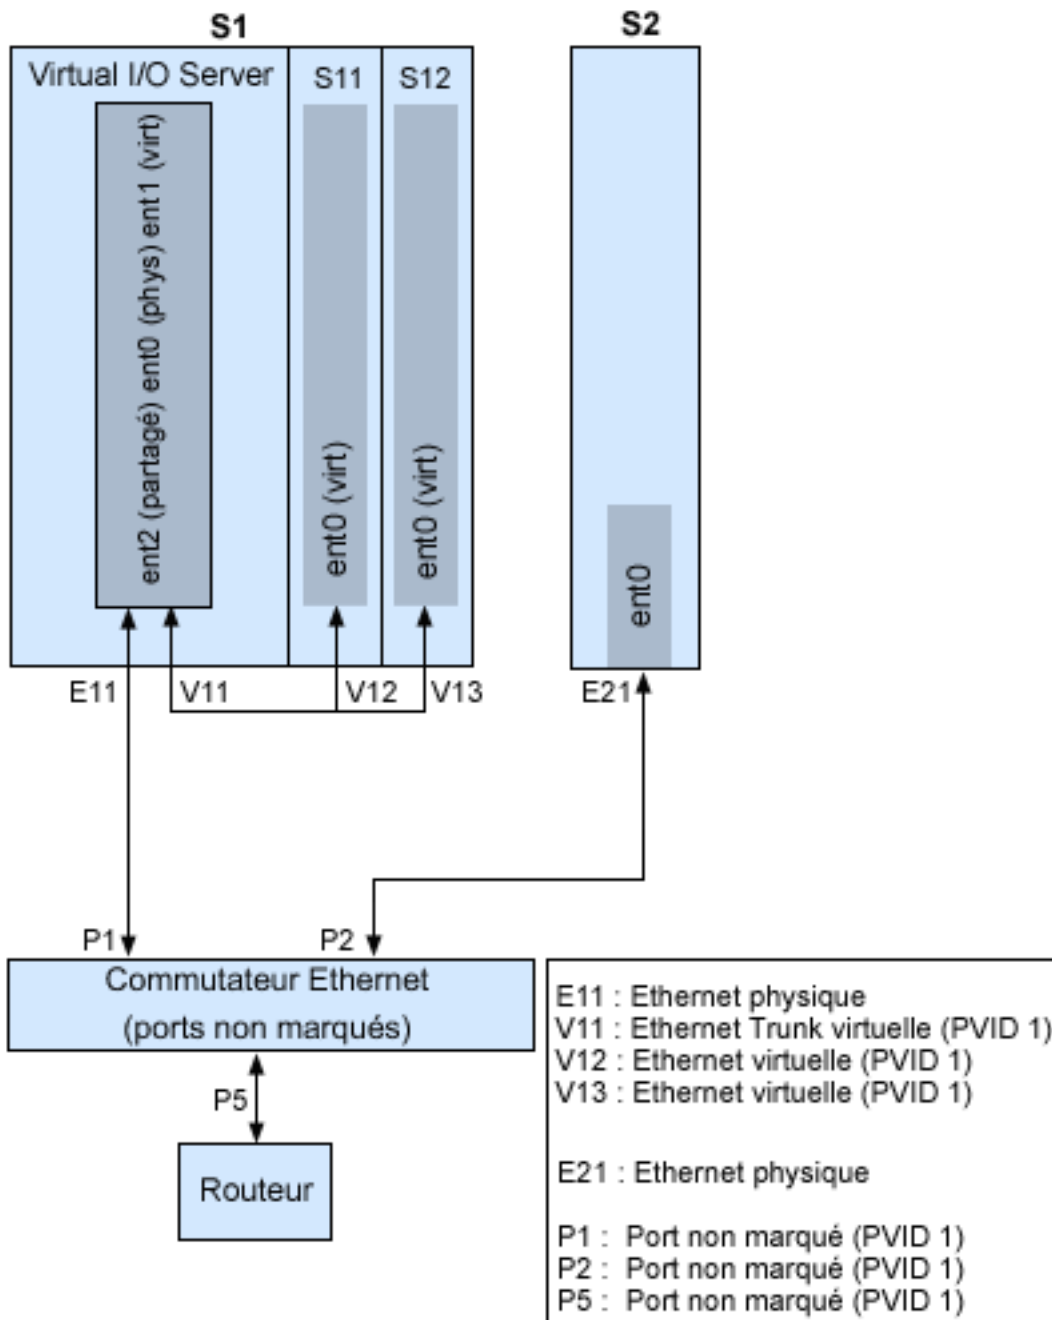 S1
S2
Virtual I/O Server
S11
S12
ent2 (partagé) ent0 (phys) ent1 (virt)
ent0 (virt)
ent0 (virt)
ent0
E11
V11
V12
V13
E21
P1
P2
Commutateur Ethernet
(ports non marqués)
P5
Routeur
E11 : Ethernet physique
V11 : Ethernet Trunk virtuelle (PVID 1)
V12 : Ethernet virtuelle (PVID 1)
V13 : Ethernet virtuelle (PVID 1)
E21 : Ethernet physique
P1 : Port non marqué (PVID 1)
P2 : Port non marqué (PVID 1)
P5 : Port non marqué (PVID 1)